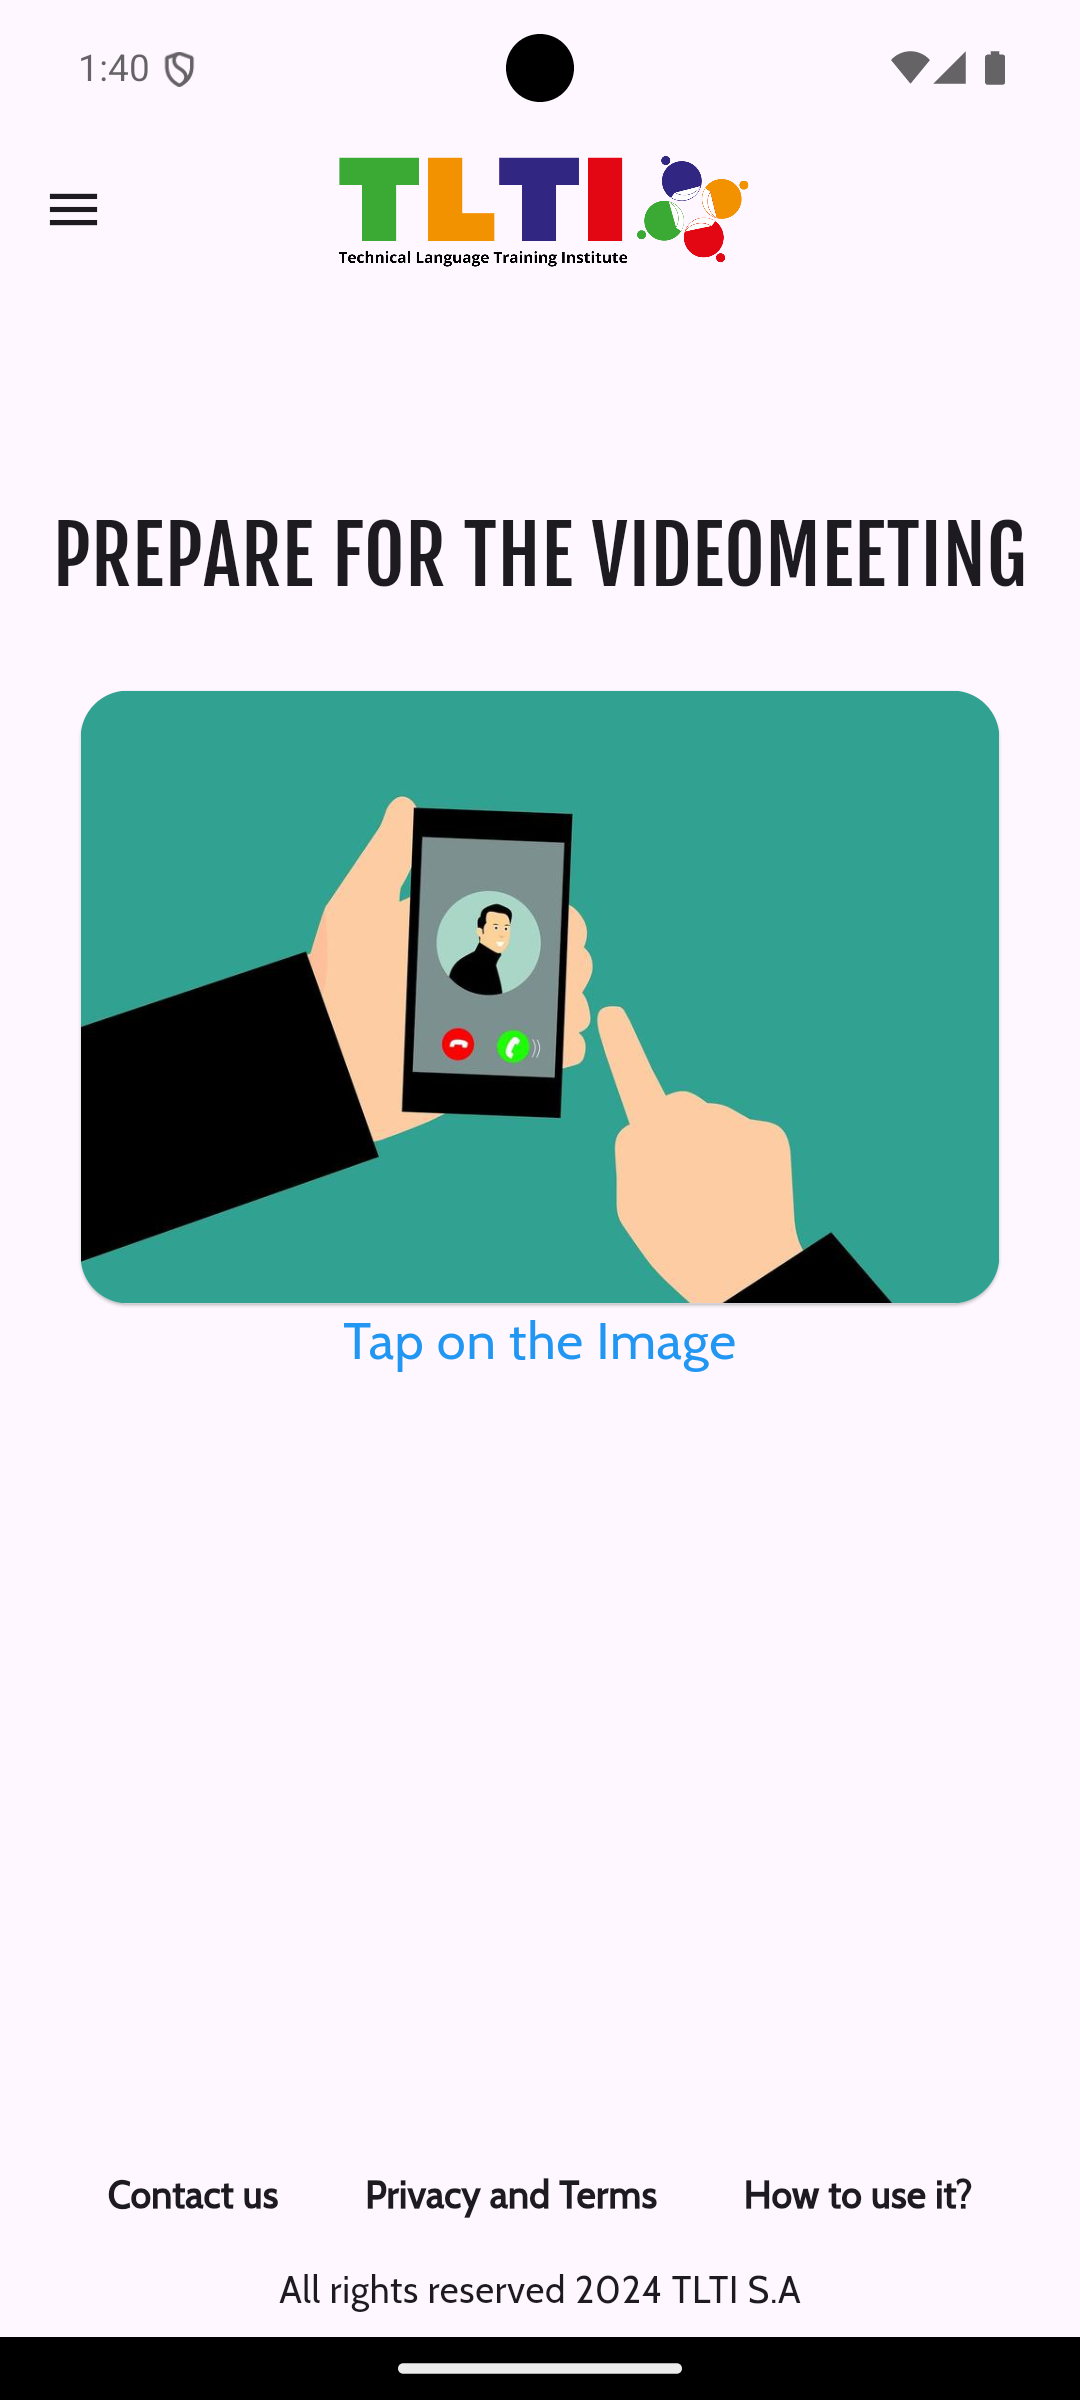 1:40
TLTI
Technical Language Training Institute
PREPARE FOR THE VIDEOMEETING
Tap on the Image
Contact us Privacy and Terms How to use it?
All rights reserved 2024 TLTI S.A